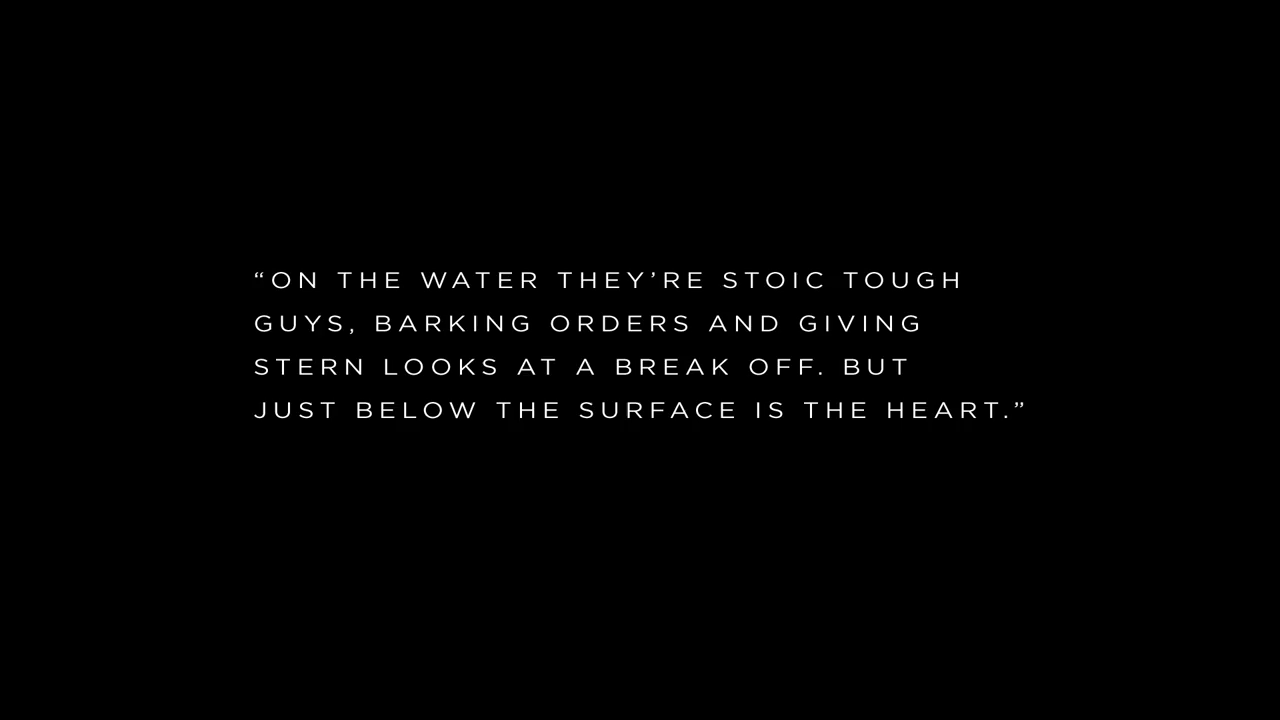 “ON THE WATER THEY’RE STOIC TOUGH
GUYS, BARKING ORDERS AND GIVING
STERN LOOKS AT A BREAK OFF. BUT
JUST BELOW THE SURFACE IS THE HEART.”